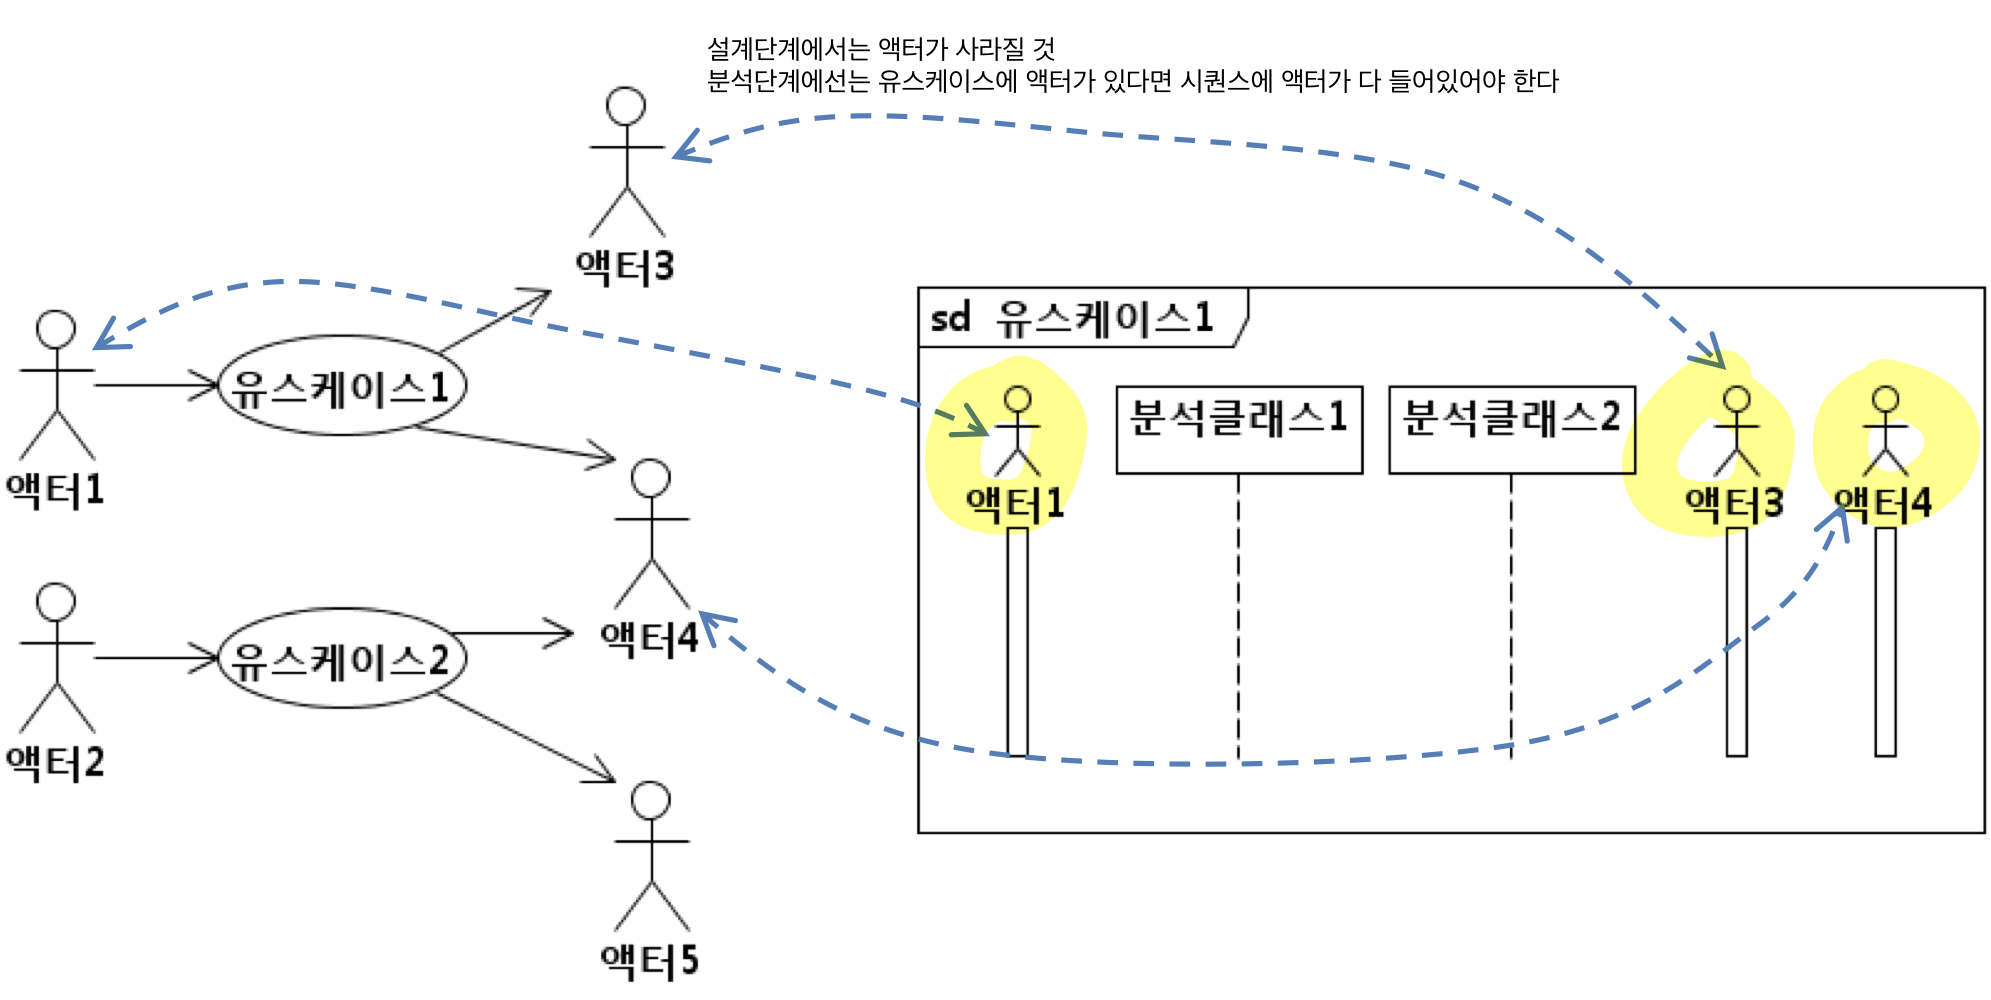 설계단계에서는 액터가 사라질 것
분석단계에선는 유스케이스에 액터가 있다면 시퀀스에 액터가 다 들어있어야 한다
액터3
sd 유스케이스1
유스케이스1
액터1
분석클래스1
분석클래스2
액터1
액터3
액터4
액터4
유스케이스2
액터2
액터5